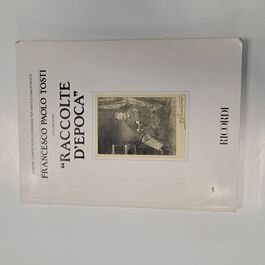 FRANCESCO PAOLO TOSTI
"RACCOLTE
D'EPOCA"
RICORDI